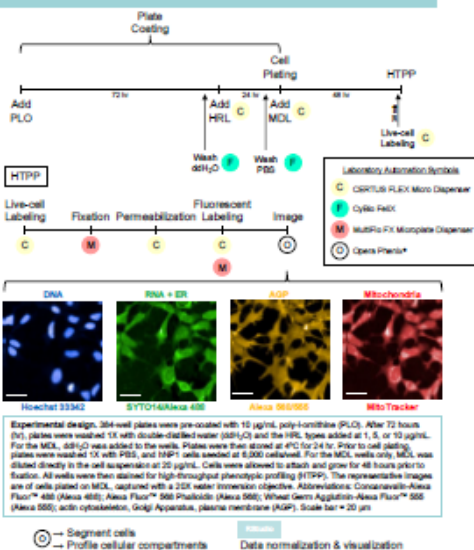 Plate
Coating
Cell
Plating
HTPP
72 hr
24 hr
48 hr
Add
PLO
Add
HRL
C
Add
MDL
C
Live-cell
Labeling
C
Wash
ddH₂O
F
Wash
PBS
F
HTPP
Laboratory Automation Symbols
C CERTUS FLEX Micro Dispenser
F CyBio FeliX
M MultiFlo FX Microplate Dispenser
O Opera Phenix®
Live-cell
Labeling
Fixation
Permeabilization
Fluorescent
Labeling
Image
C
M
C
C
O
M
DNA
RNA + ER
AGP
Mitochondria
Hoechst 33342
SYTO14/Alexa 488
Alexa 568/555
MitoTracker
Experimental design. 384-well plates were pre-coated with 10 µg/mL poly-l-ornithine (PLO). After 72 hours
(hr), plates were washed 1X with double-distilled water (ddH₂O) and the HRL types added at 1, 5, or 10 µg/mL.
For the MDL, ddH₂O was added to the wells. Plates were then stored at 4ºC for 24 hr. Prior to cell plating,
plates were washed 1X with PBS, and hNP1 cells seeded at 6,000 cells/well. For the MDL wells only, MDL was
diluted directly in the cell suspension at 20 µg/mL. Cells were allowed to attach and grow for 48 hours prior to
fixation. All wells were then stained for high-throughput phenotypic profiling (HTPP). The representative images
are of cells plated on MDL, captured with a 20X water immersion objective. Abbreviations: Concanavalin-Alexa
Fluor™ 488 (Alexa 488); Alexa Fluor™ 568 Phalloidin (Alexa 568); Wheat Germ Agglutinin-Alexa Fluor™ 555
(Alexa 555); actin cytoskeleton, Golgi Apparatus, plasma membrane (AGP). Scale bar = 20 µm
O → Segment cells
→ Profile cellular compartments
Data normalization & visualization